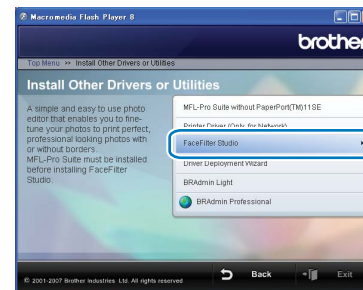 Macromedia Flash Player 8
brother
Top Menu >> Install Other Drivers or Utilities
Install Other Drivers or Utilities
A simple and easy to use photo
editor that enables you to fine-
tune your photos to print perfect,
professional looking photos with
or without borders.
MFL-Pro Suite must be installed
before installing FaceFilter
Studio.
MFL-Pro Suite without PaperPort(TM)11SE
Printer Driver (Only for Network)
FaceFilter Studio
Driver Deployment Wizard
BRAdmin Light
BRAdmin Professional
© 2001-2007 Brother Industries Ltd. All rights reserved
Back
Exit